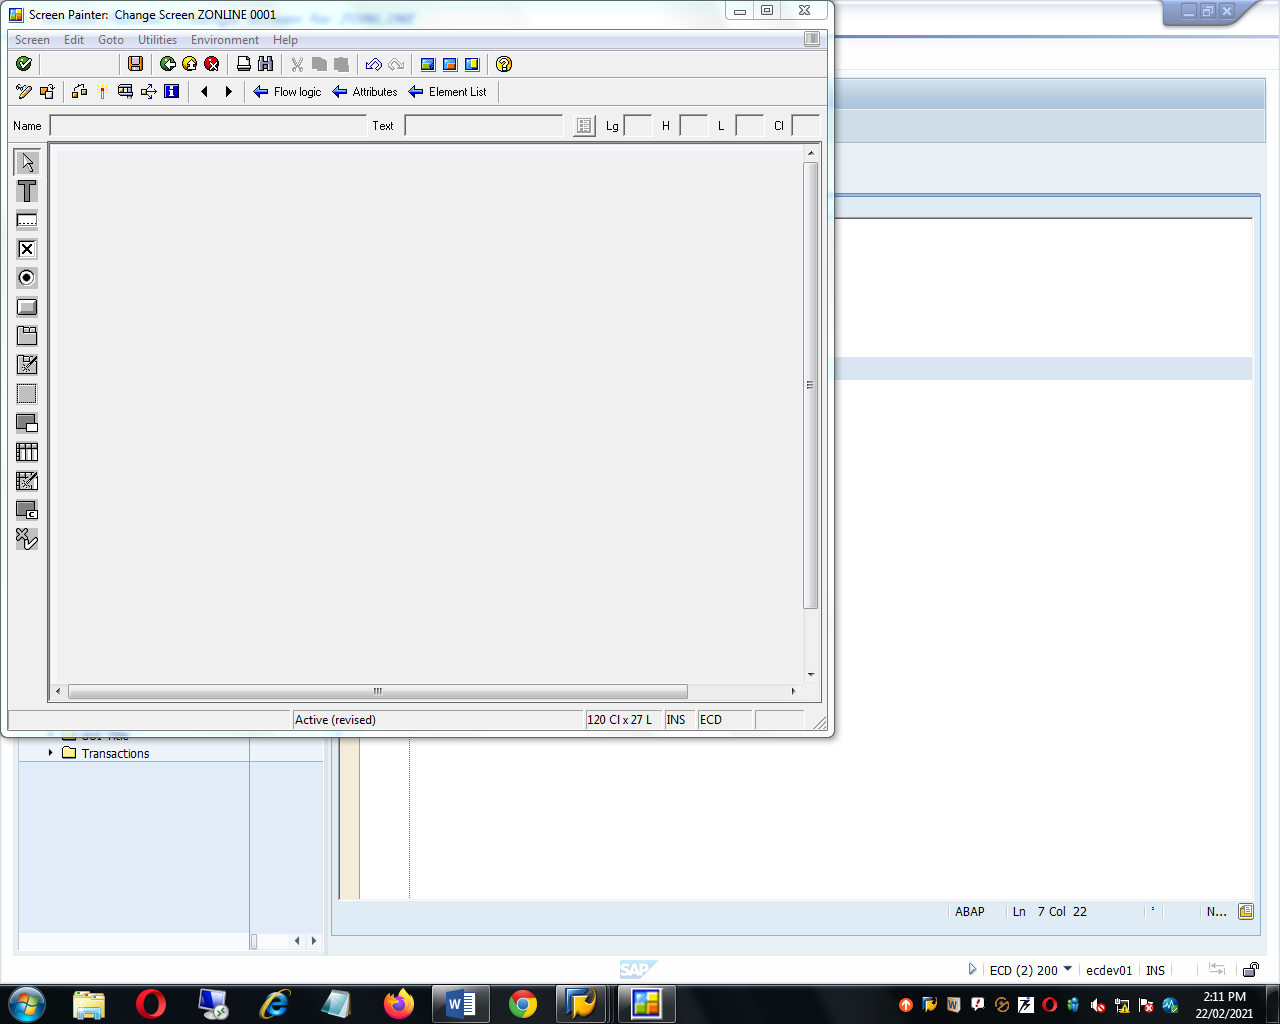 Screen Painter: Change Screen ZONLINE 0001
Screen Edit Goto Utilities Environment Help
Flow logic Attributes Element List
Name Text Lg H L Cl
Active (revised) 120 Cl x 27 L INS ECD
Transactions
ABAP Ln 7 Col 22 N...
SAP
ECD (2) 200 ecdev01 INS
2:11 PM
22/02/2021